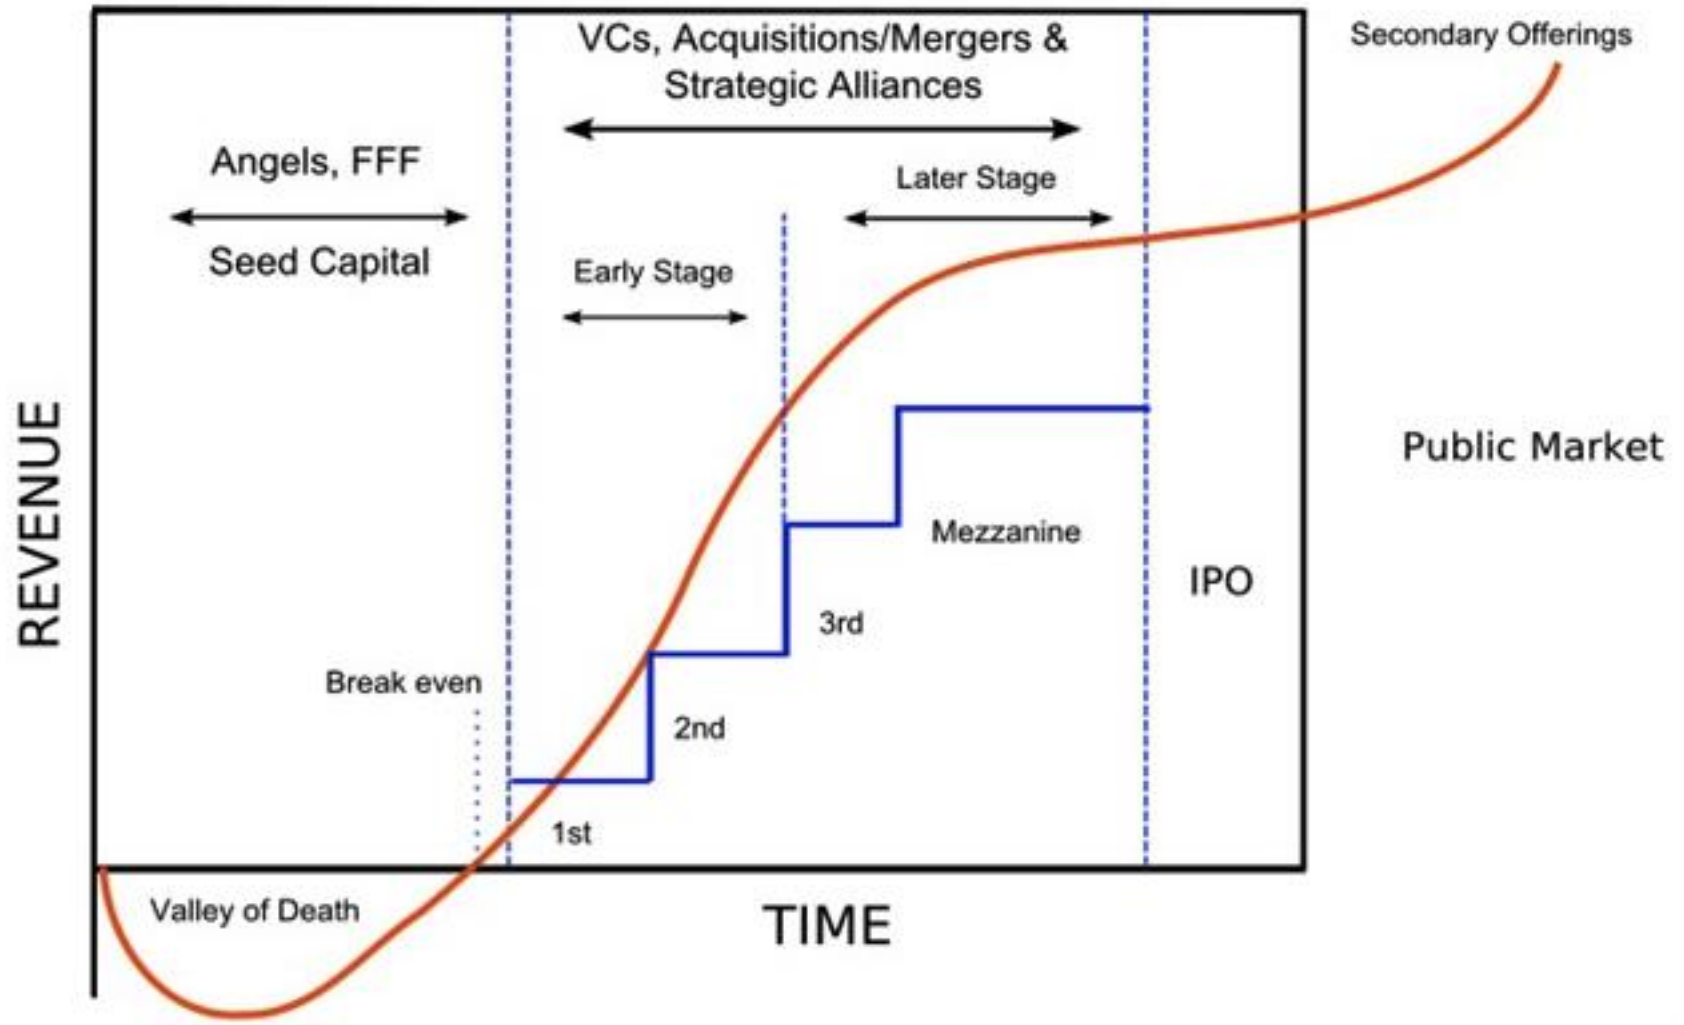 VCs, Acquisitions/Mergers &
Strategic Alliances
Secondary Offerings
Angels, FFF
Seed Capital
Later Stage
Early Stage
REVENUE
Public Market
Mezzanine
IPO
3rd
Break even
2nd
1st
Valley of Death
TIME